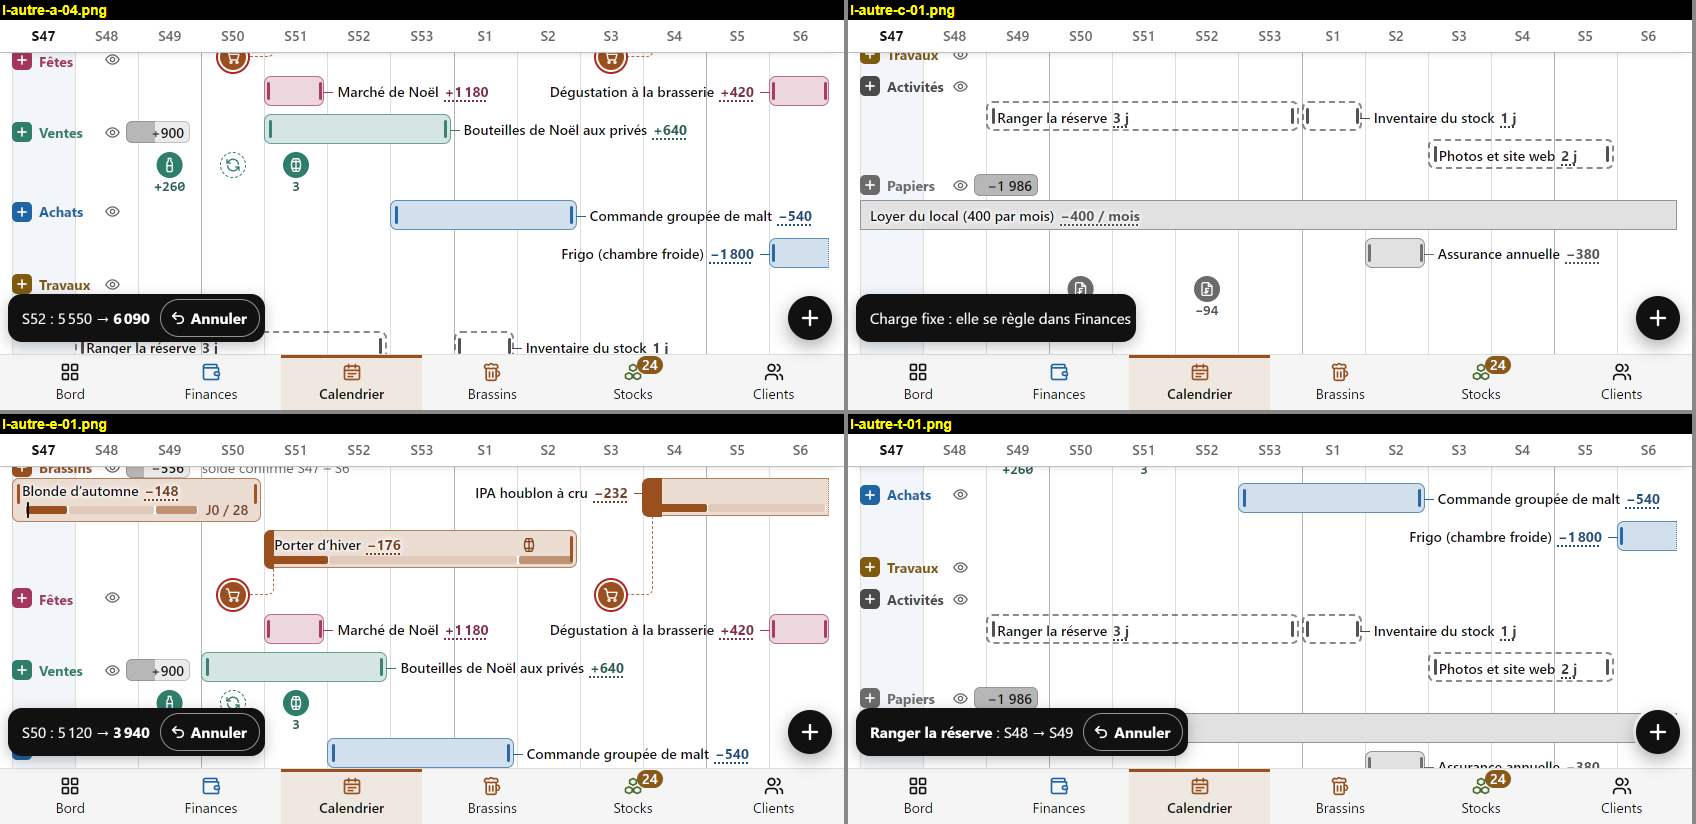 l-autre-a-04.png
S47 S48 S49 S50 S51 S52 S53 S1 S2 S3 S4 S5 S6
Fêtes
Marché de Noël +1 180
Dégustation à la brasserie +420
Ventes +900
Bouteilles de Noël aux privés +640
+260 3
Achats
Commande groupée de malt −540
Frigo (chambre froide) −1 800
Travaux
S52 : 5 550 → 6 090 Annuler
Ranger la réserve 3 j
Inventaire du stock 1 j
Bord Finances Calendrier Brassins Stocks 24 Clients
l-autre-c-01.png
S47 S48 S49 S50 S51 S52 S53 S1 S2 S3 S4 S5 S6
Travaux
Activités
Ranger la réserve 3 j
Inventaire du stock 1 j
Photos et site web 2 j
Papiers −1 986
Loyer du local (400 par mois) −400 / mois
Assurance annuelle −380
−94
Charge fixe : elle se règle dans Finances
Bord Finances Calendrier Brassins Stocks 24 Clients
l-autre-e-01.png
S47 S48 S49 S50 S51 S52 S53 S1 S2 S3 S4 S5 S6
Brassins −556 solde confirmé S47 – S6
Blonde d'automne −148
J0 / 28
IPA houblon à cru −232
Porter d'hiver −176
Fêtes
Marché de Noël +1 180
Dégustation à la brasserie +420
Ventes +900
Bouteilles de Noël aux privés +640
3
S50 : 5 120 → 3 940 Annuler
Commande groupée de malt −540
Bord Finances Calendrier Brassins Stocks 24 Clients
l-autre-t-01.png
S47 S48 S49 S50 S51 S52 S53 S1 S2 S3 S4 S5 S6
+260 3
Achats
Commande groupée de malt −540
Frigo (chambre froide) −1 800
Travaux
Activités
Ranger la réserve 3 j
Inventaire du stock 1 j
Photos et site web 2 j
Papiers −1 986
Ranger la réserve : S48 → S49 Annuler
Assurance annuelle −380
Bord Finances Calendrier Brassins Stocks 24 Clients